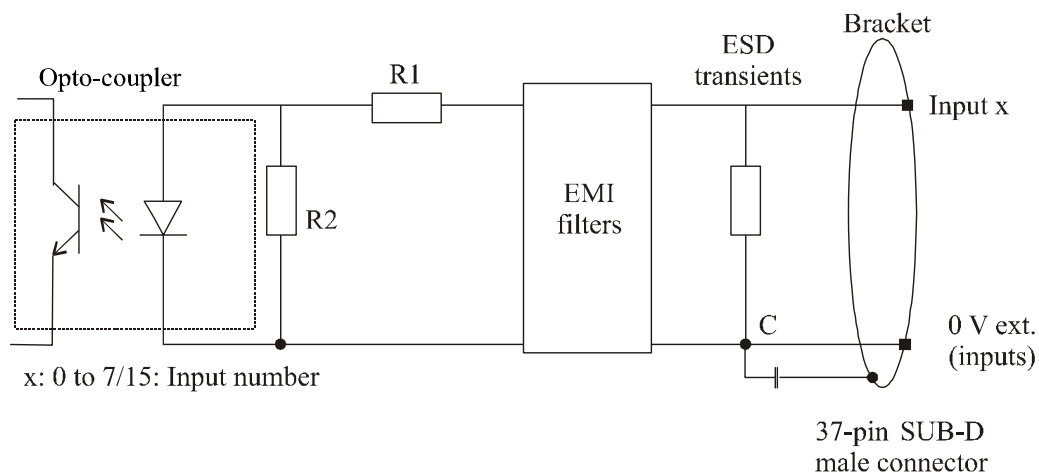 Bracket
ESD
transients
Opto-coupler
R1
Input x
EMI
filters
R2
C
0 V ext.
(inputs)
x: 0 to 7/15: Input number
37-pin SUB-D
male connector